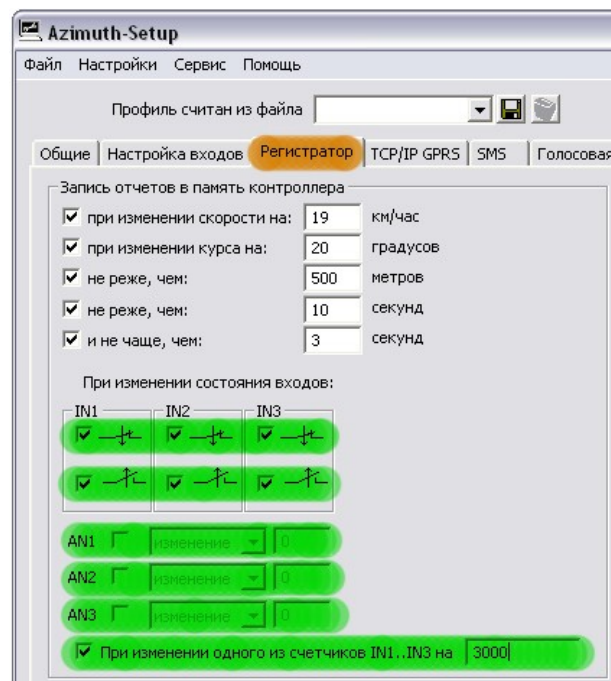 Azimuth-Setup
Файл Настройки Сервис Помощь
Профиль считан из файла
Общие Настройка входов Регистратор TCP/IP GPRS SMS Голосовая
Запись отчетов в память контроллера
при изменении скорости на: 19 км/час
при изменении курса на: 20 градусов
не реже, чем: 500 метров
не реже, чем: 10 секунд
и не чаще, чем: 3 секунд
При изменении состояния входов:
IN1 IN2 IN3
AN1 изменение 0
AN2 изменение 0
AN3 изменение 0
При изменении одного из счетчиков IN1..IN3 на 3000